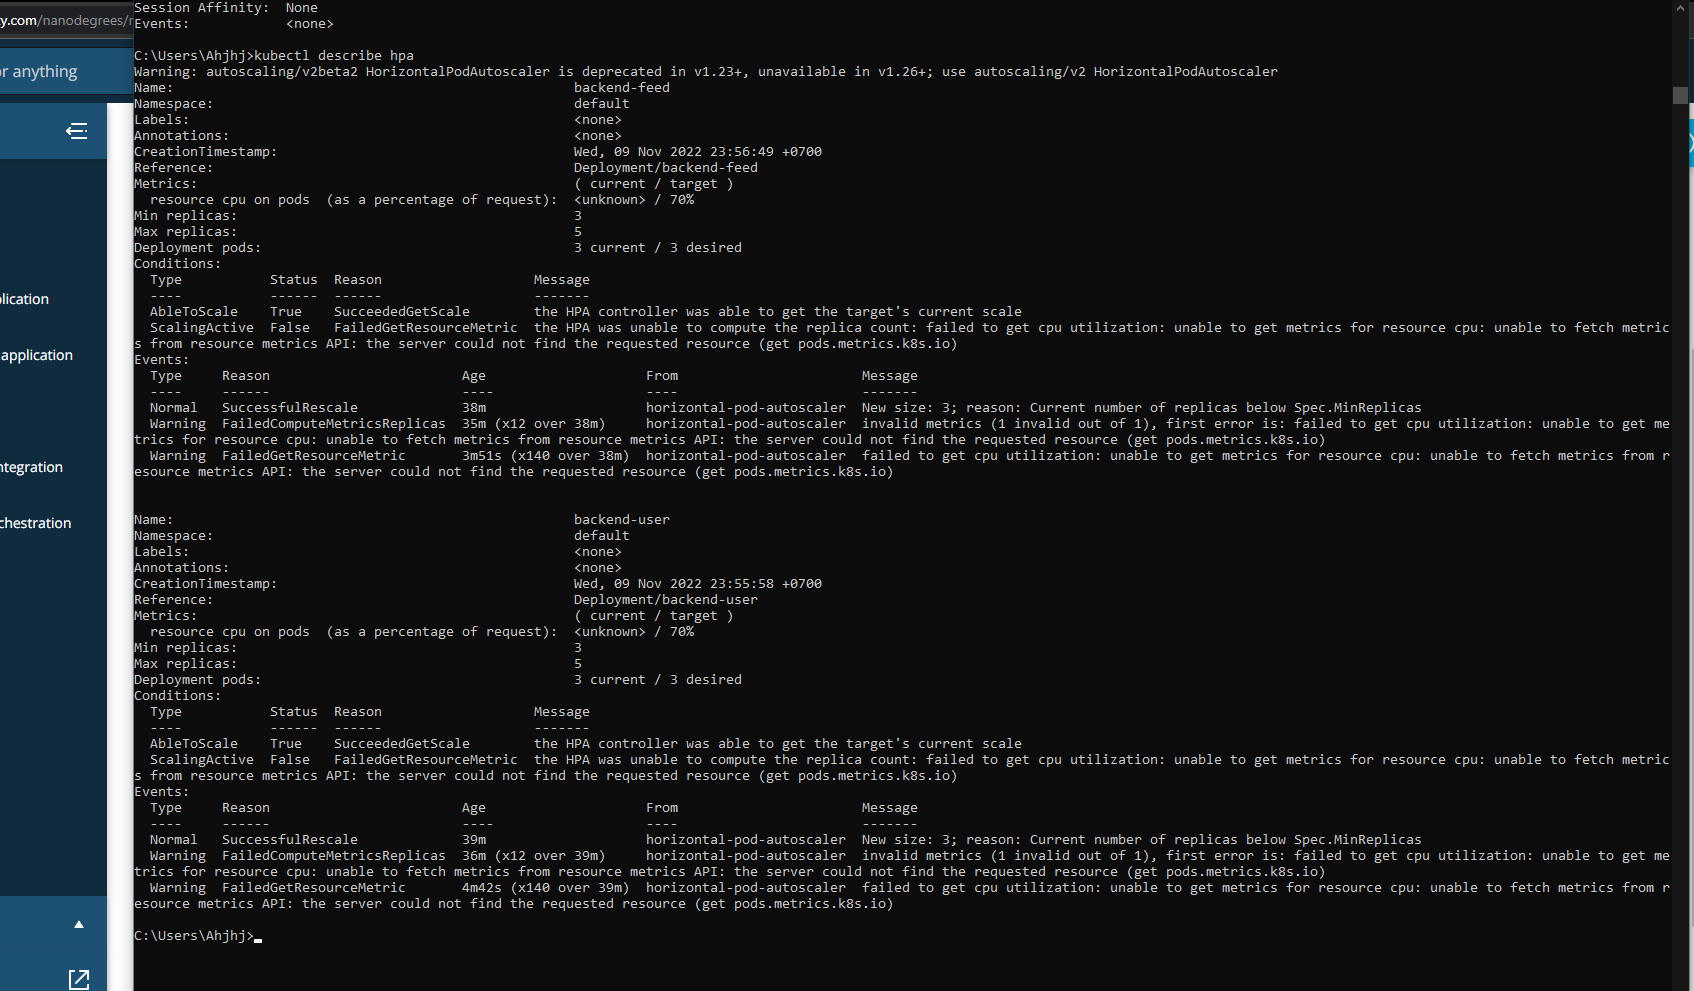 Session Affinity:  None
Events:            <none>
y.com/nanodegrees/
C:\Users\Ahjhj>kubectl describe hpa
or anything
Warning: autoscaling/v2beta2 HorizontalPodAutoscaler is deprecated in v1.23+, unavailable in v1.26+; use autoscaling/v2 HorizontalPodAutoscaler
Name:                                                  backend-feed
Namespace:                                             default
Labels:                                                <none>
Annotations:                                           <none>
CreationTimestamp:                                     Wed, 09 Nov 2022 23:56:49 +0700
Reference:                                             Deployment/backend-feed
Metrics:                                               ( current / target )
  resource cpu on pods  (as a percentage of request):  <unknown> / 70%
Min replicas:                                          3
Max replicas:                                          5
Deployment pods:                                       3 current / 3 desired
Conditions:
  Type           Status  Reason                   Message
  ----           ------  ------                   -------
  AbleToScale    True    SucceededGetScale        the HPA controller was able to get the target's current scale
  ScalingActive  False   FailedGetResourceMetric  the HPA was unable to compute the replica count: failed to get cpu utilization: unable to get metrics for resource cpu: unable to fetch metric
s from resource metrics API: the server could not find the requested resource (get pods.metrics.k8s.io)
Events:
  Type     Reason                        Age                    From                       Message
  ----     ------                        ----                   ----                       -------
  Normal   SuccessfulRescale             38m                    horizontal-pod-autoscaler  New size: 3; reason: Current number of replicas below Spec.MinReplicas
  Warning  FailedComputeMetricsReplicas  35m (x12 over 38m)     horizontal-pod-autoscaler  invalid metrics (1 invalid out of 1), first error is: failed to get cpu utilization: unable to get me
trics for resource cpu: unable to fetch metrics from resource metrics API: the server could not find the requested resource (get pods.metrics.k8s.io)
  Warning  FailedGetResourceMetric       3m51s (x140 over 38m)  horizontal-pod-autoscaler  failed to get cpu utilization: unable to get metrics for resource cpu: unable to fetch metrics from r
esource metrics API: the server could not find the requested resource (get pods.metrics.k8s.io)
lication
application
ntegration
chestration
Name:                                                  backend-user
Namespace:                                             default
Labels:                                                <none>
Annotations:                                           <none>
CreationTimestamp:                                     Wed, 09 Nov 2022 23:55:58 +0700
Reference:                                             Deployment/backend-user
Metrics:                                               ( current / target )
  resource cpu on pods  (as a percentage of request):  <unknown> / 70%
Min replicas:                                          3
Max replicas:                                          5
Deployment pods:                                       3 current / 3 desired
Conditions:
  Type           Status  Reason                   Message
  ----           ------  ------                   -------
  AbleToScale    True    SucceededGetScale        the HPA controller was able to get the target's current scale
  ScalingActive  False   FailedGetResourceMetric  the HPA was unable to compute the replica count: failed to get cpu utilization: unable to get metrics for resource cpu: unable to fetch metric
s from resource metrics API: the server could not find the requested resource (get pods.metrics.k8s.io)
Events:
  Type     Reason                        Age                    From                       Message
  ----     ------                        ----                   ----                       -------
  Normal   SuccessfulRescale             39m                    horizontal-pod-autoscaler  New size: 3; reason: Current number of replicas below Spec.MinReplicas
  Warning  FailedComputeMetricsReplicas  36m (x12 over 39m)     horizontal-pod-autoscaler  invalid metrics (1 invalid out of 1), first error is: failed to get cpu utilization: unable to get me
trics for resource cpu: unable to fetch metrics from resource metrics API: the server could not find the requested resource (get pods.metrics.k8s.io)
  Warning  FailedGetResourceMetric       4m42s (x140 over 39m)  horizontal-pod-autoscaler  failed to get cpu utilization: unable to get metrics for resource cpu: unable to fetch metrics from r
esource metrics API: the server could not find the requested resource (get pods.metrics.k8s.io)
C:\Users\Ahjhj>